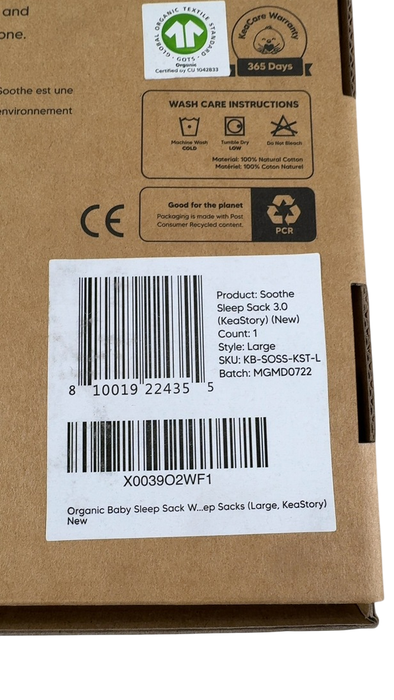 and
one.
Soothe est une
environnement
GLOBAL ORGANIC TEXTILE STANDARD
· GOTS ·
Organic
Certified by CU 1042833
KeaCare Warranty
365 Days
WASH CARE INSTRUCTIONS
Machine Wash
COLD
Tumble Dry
LOW
Do Not Bleach
Material: 100% Natural Cotton
Matériel: 100% Coton Naturel
CE
Good for the planet
Packaging is made with Post
Consumer Recycled content.
PCR
Product: Soothe
Sleep Sack 3.0
(KeaStory) (New)
Count: 1
Style: Large
SKU: KB-SOSS-KST-L
Batch: MGMD0722
8 10019 22435 5
X0039O2WF1
Organic Baby Sleep Sack W...ep Sacks (Large, KeaStory)
New